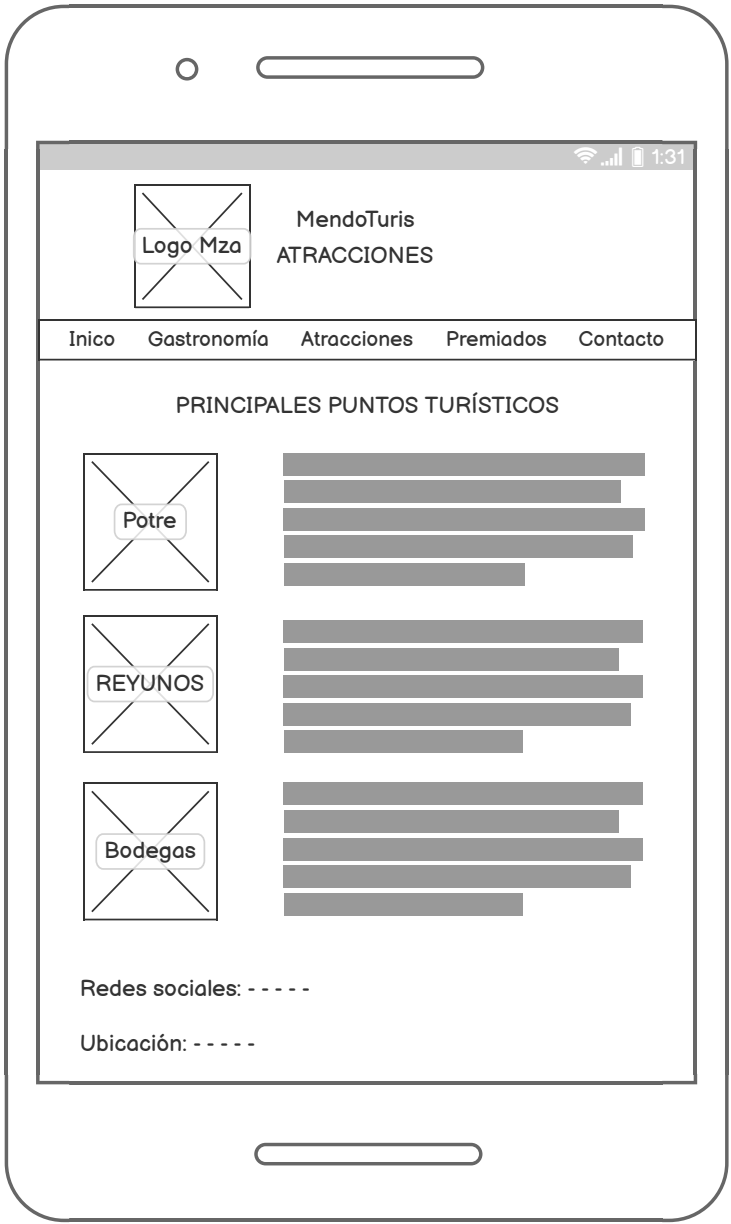 1:31
MendoTuris
Logo Mza
ATRACCIONES
Inico Gastronomía Atracciones Premiados Contacto
PRINCIPALES PUNTOS TURÍSTICOS
Potre
REYUNOS
Bodegas
Redes sociales: - - - - -
Ubicación: - - - - -